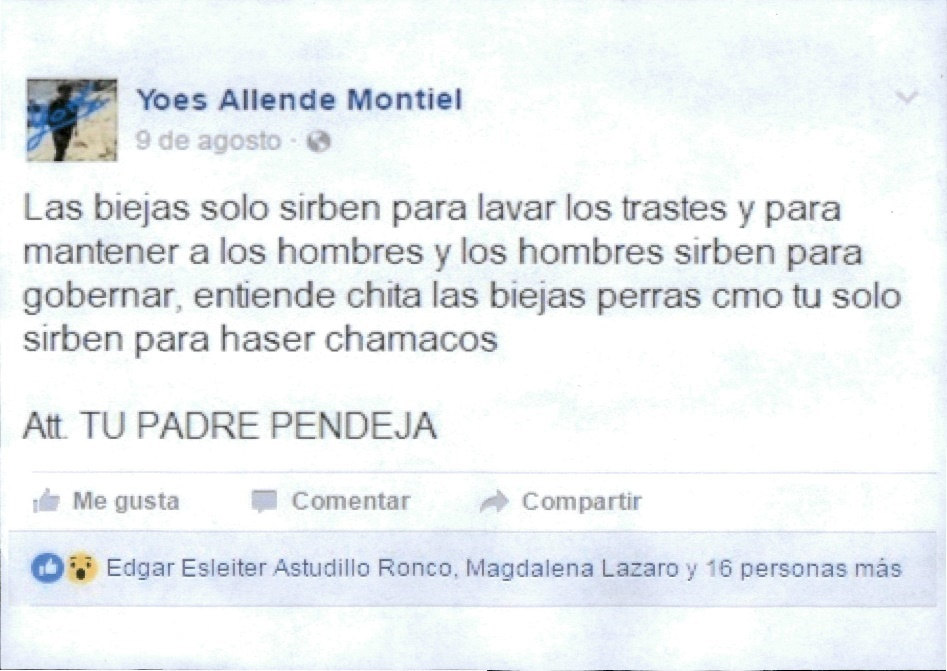 Yoes Allende Montiel
9 de agosto ·
Las biejas solo sirben para lavar los trastes y para
mantener a los hombres y los hombres sirben para
gobernar, entiende chita las biejas perras cmo tu solo
sirben para haser chamacos
Att. TU PADRE PENDEJA
Me gusta Comentar Compartir
Edgar Esleiter Astudillo Ronco, Magdalena Lazaro y 16 personas más